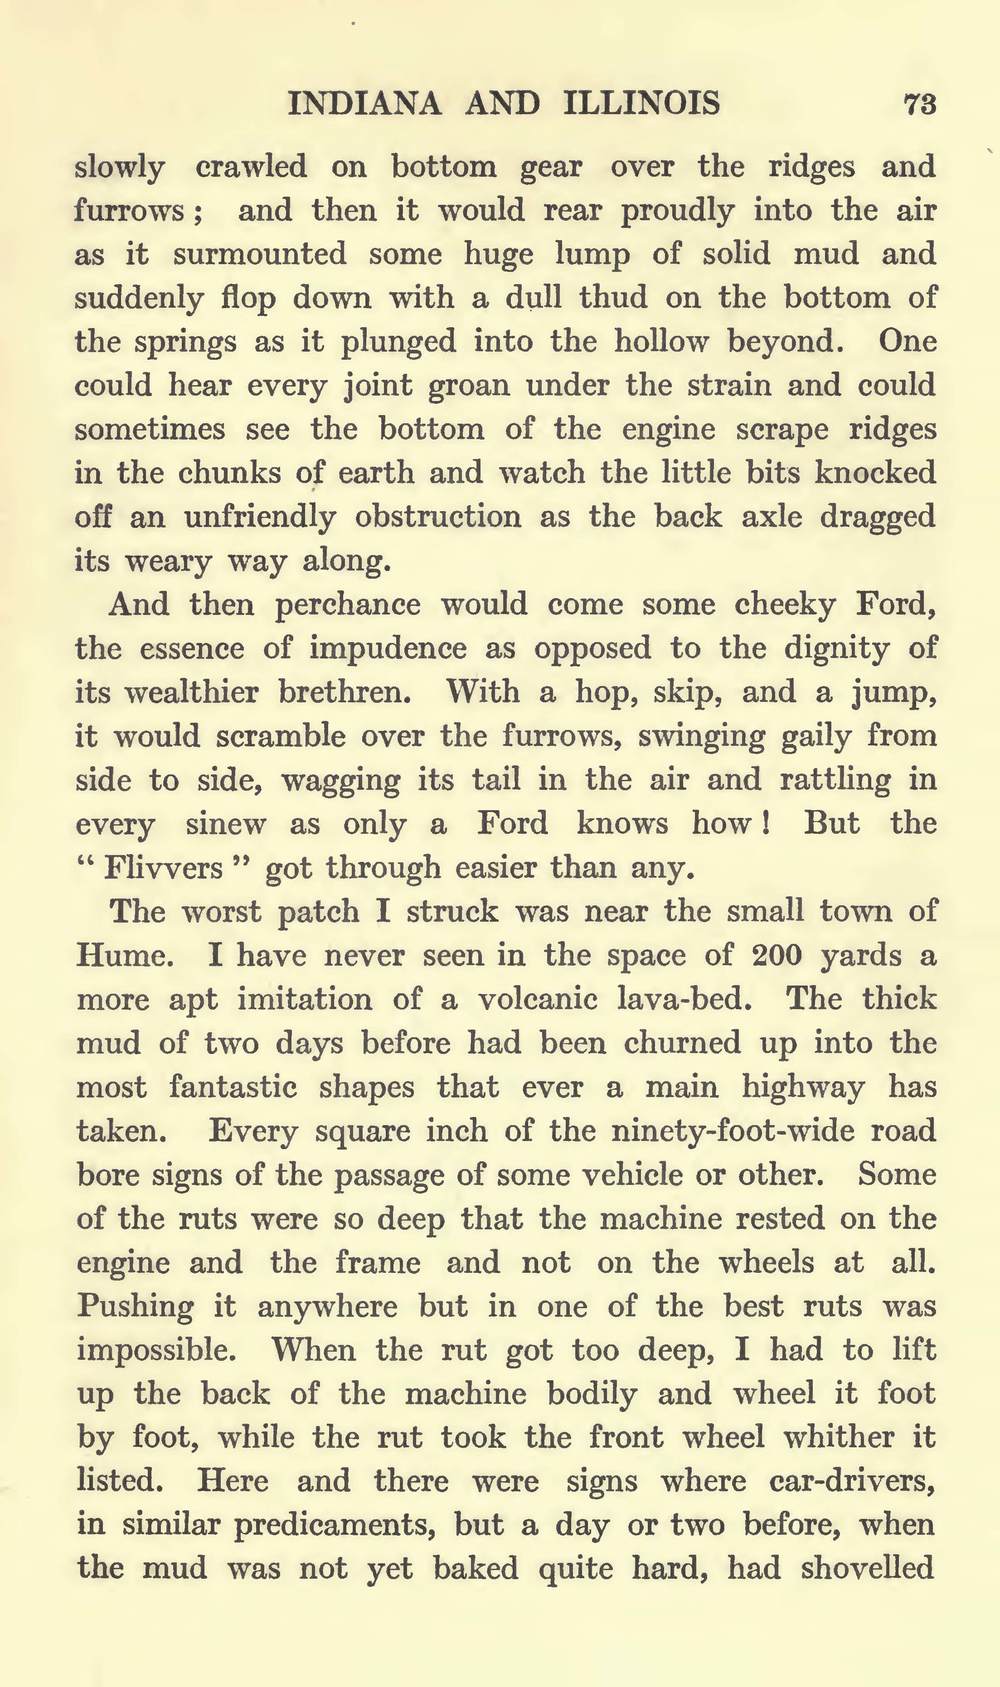 INDIANA AND ILLINOIS 73
slowly crawled on bottom gear over the ridges and
furrows ; and then it would rear proudly into the air
as it surmounted some huge lump of solid mud and
suddenly flop down with a dull thud on the bottom of
the springs as it plunged into the hollow beyond. One
could hear every joint groan under the strain and could
sometimes see the bottom of the engine scrape ridges
in the chunks of earth and watch the little bits knocked
off an unfriendly obstruction as the back axle dragged
its weary way along.
And then perchance would come some cheeky Ford,
the essence of impudence as opposed to the dignity of
its wealthier brethren. With a hop, skip, and a jump,
it would scramble over the furrows, swinging gaily from
side to side, wagging its tail in the air and rattling in
every sinew as only a Ford knows how ! But the
“ Flivvers ” got through easier than any.
The worst patch I struck was near the small town of
Hume. I have never seen in the space of 200 yards a
more apt imitation of a volcanic lava-bed. The thick
mud of two days before had been churned up into the
most fantastic shapes that ever a main highway has
taken. Every square inch of the ninety-foot-wide road
bore signs of the passage of some vehicle or other. Some
of the ruts were so deep that the machine rested on the
engine and the frame and not on the wheels at all.
Pushing it anywhere but in one of the best ruts was
impossible. When the rut got too deep, I had to lift
up the back of the machine bodily and wheel it foot
by foot, while the rut took the front wheel whither it
listed. Here and there were signs where car-drivers,
in similar predicaments, but a day or two before, when
the mud was not yet baked quite hard, had shovelled